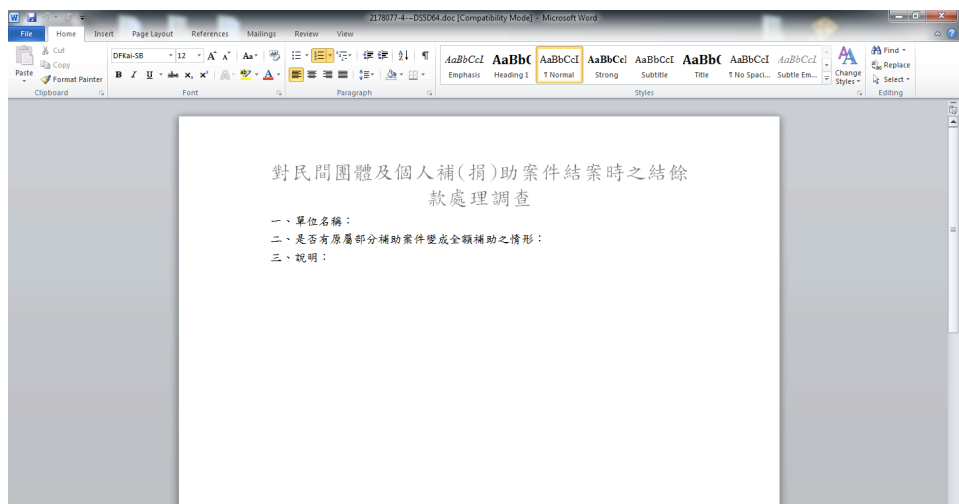 2178077-4--DS5D64.doc [Compatibility Mode] - Microsoft Word
File Home Insert Page Layout References Mailings Review View
Paste
Cut
Copy
Format Painter
Clipboard
DFKai-SB 12
Font
Paragraph
AaBbCcI Emphasis
AaBb( Heading 1
AaBbCcI ¶ Normal
AaBbCcI Strong
AaBbCcI Subtitle
AaBb( Title
AaBbCcI ¶ No Spaci...
AaBbCcI Subtle Em...
Change Styles
Styles
Find
Replace
Select
Editing
對民間團體及個人補(捐)助案件結案時之結餘
款處理調查
一、單位名稱：
二、是否有原屬部分補助案件變成全額補助之情形：
三、說明：